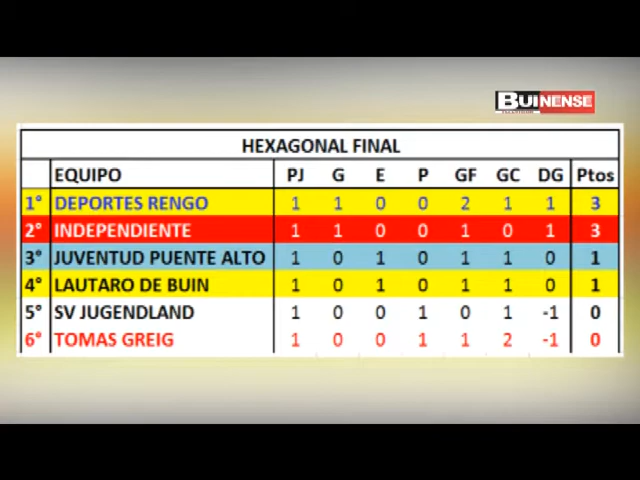 BUINENSE
HEXAGONAL FINAL
EQUIPO PJ G E P GF GC DG Ptos
1° DEPORTES RENGO 1 1 0 0 2 1 1 3
2° INDEPENDIENTE 1 1 0 0 1 0 1 3
3° JUVENTUD PUENTE ALTO 1 0 1 0 1 1 0 1
4° LAUTARO DE BUIN 1 0 1 0 1 1 0 1
5° SV JUGENDLAND 1 0 0 1 0 1 -1 0
6° TOMAS GREIG 1 0 0 1 1 2 -1 0